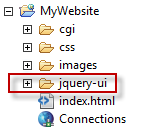 MyWebsite
cgi
css
images
jquery-ui
index.html
Connections